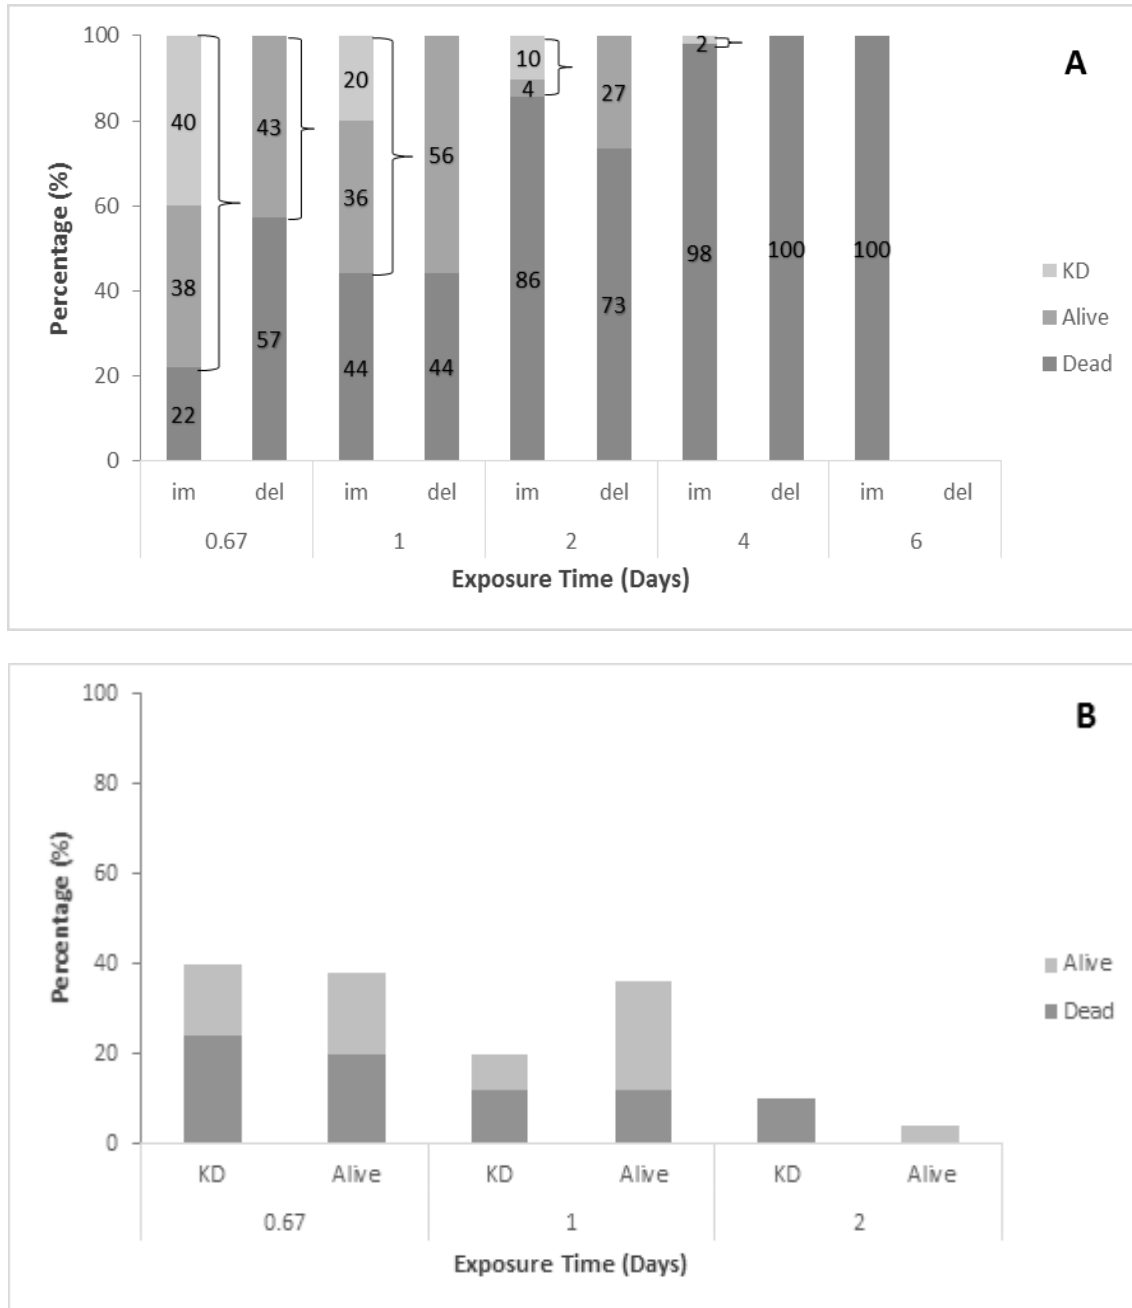 A
Percentage (%)
100
80
60
40
20
0
40
38
22
43
57
20
36
44
56
44
10
4
86
27
73
2
98
100
100
KD
Alive
Dead
im del im del im del im del im del
0.67 1 2 4 6
Exposure Time (Days)
B
Percentage (%)
100
80
60
40
20
0
Alive
Dead
KD Alive KD Alive KD Alive
0.67 1 2
Exposure Time (Days)